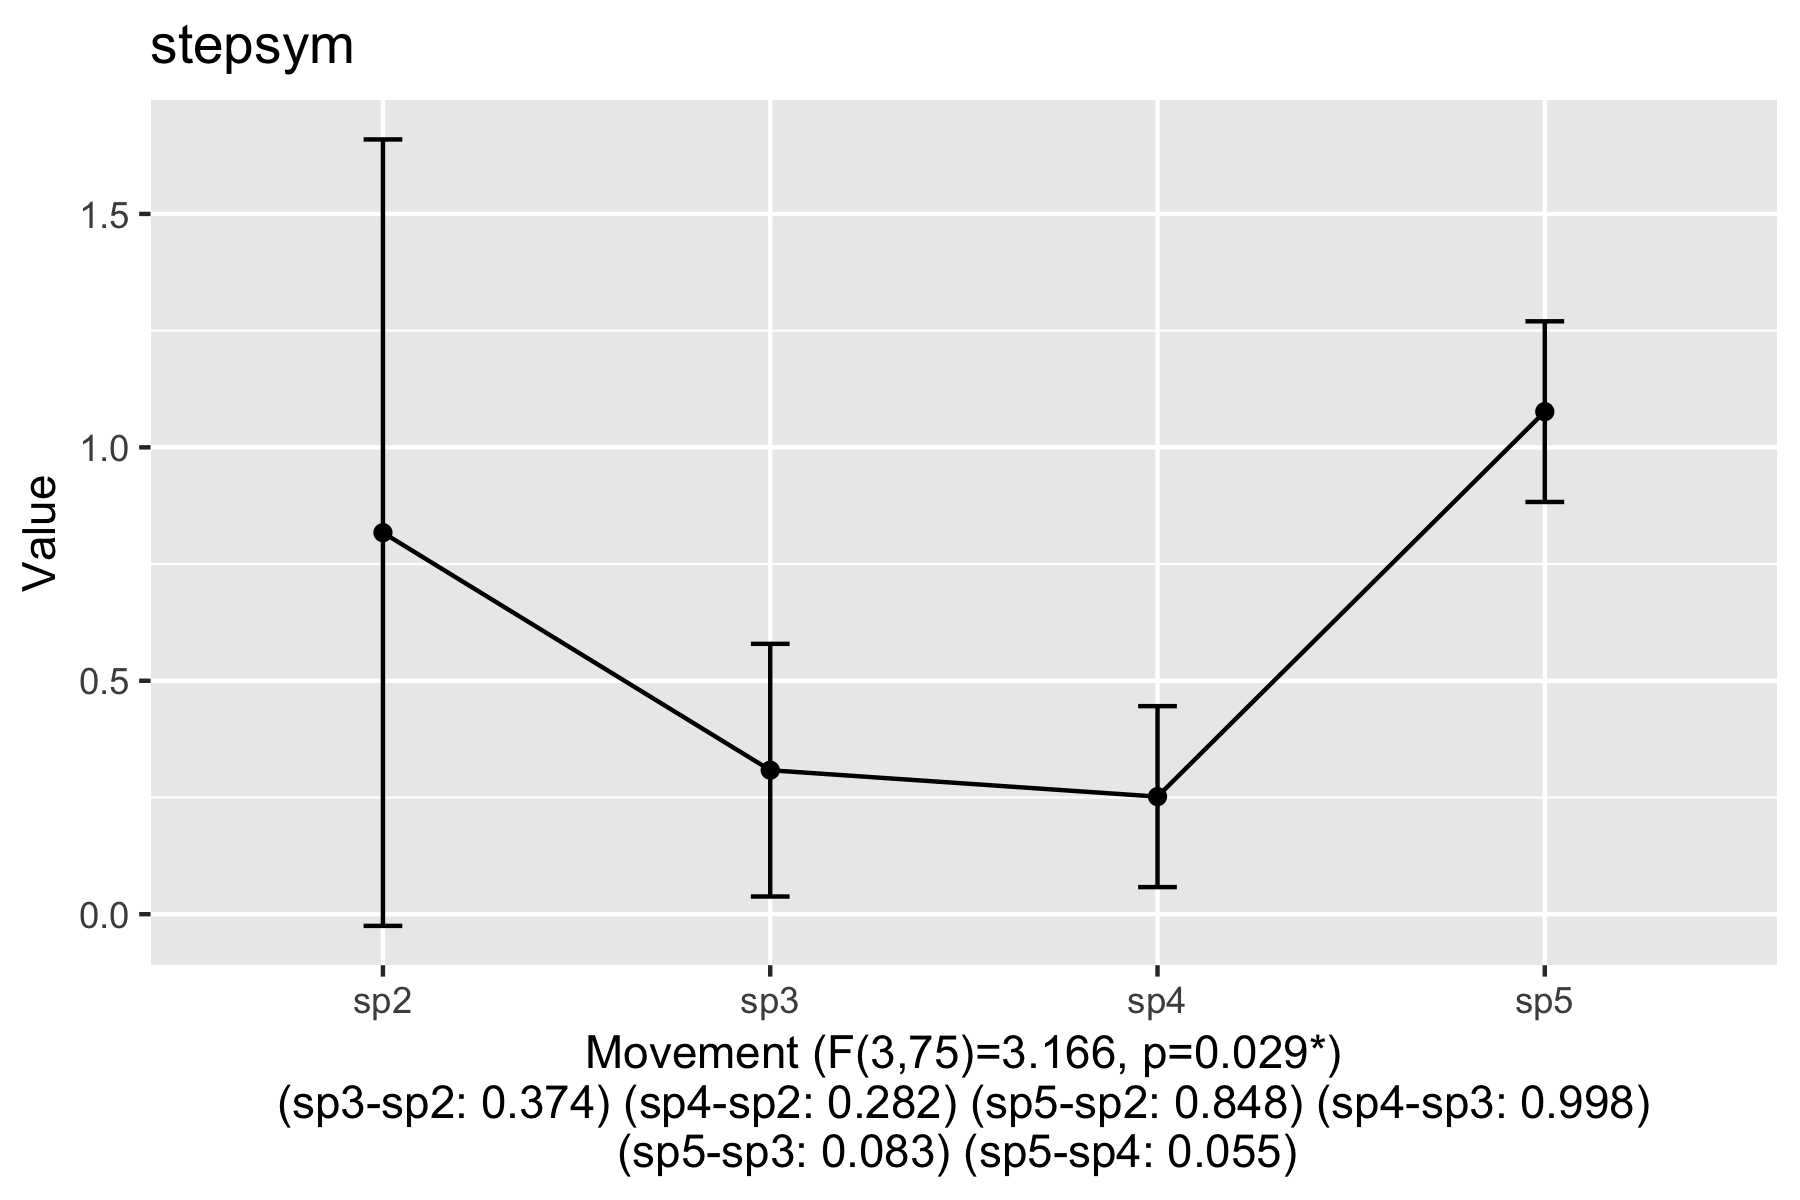 stepsym
Value
1.5
1.0
0.5
0.0
sp2 sp3 sp4 sp5
Movement (F(3,75)=3.166, p=0.029*)
(sp3-sp2: 0.374) (sp4-sp2: 0.282) (sp5-sp2: 0.848) (sp4-sp3: 0.998)
(sp5-sp3: 0.083) (sp5-sp4: 0.055)